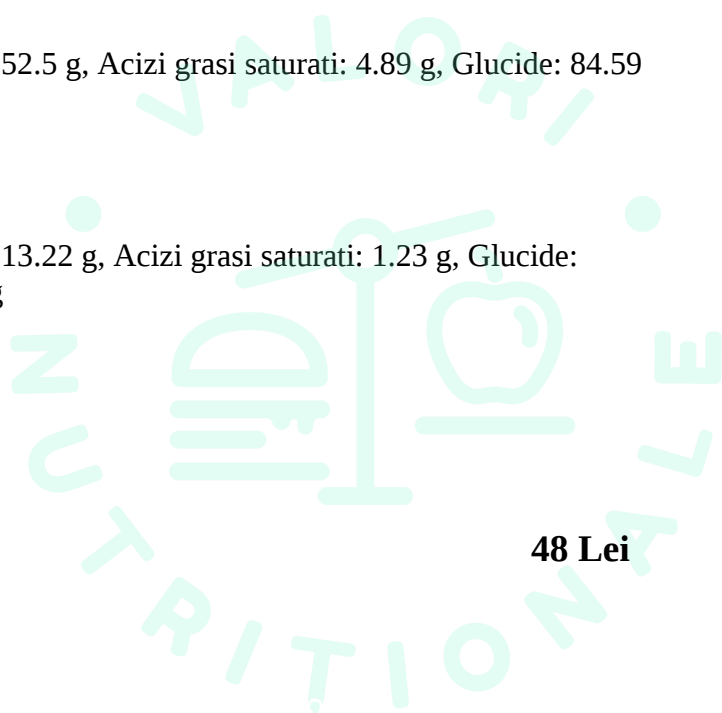 52.5 g, Acizi grasi saturati: 4.89 g, Glucide: 84.59
13.22 g, Acizi grasi saturati: 1.23 g, Glucide:
g
48 Lei
VALORI
NUTRITIONALE